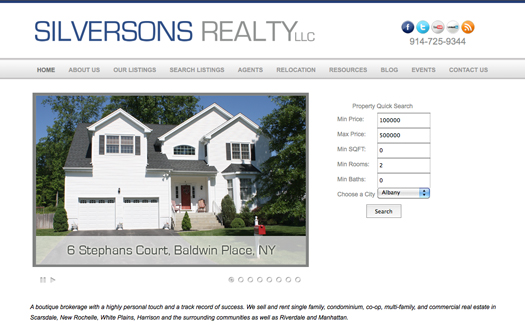 SILVERSONS REALTY LLC
914-725-9344
HOME ABOUT US OUR LISTINGS SEARCH LISTINGS AGENTS RELOCATION RESOURCES BLOG EVENTS CONTACT US
Property Quick Search
Min Price: 100000
Max Price: 500000
Min SQFT: 0
Min Rooms: 2
Min Baths: 0
Choose a City Albany
Search
6 Stephans Court, Baldwin Place, NY
A boutique brokerage with a highly personal touch and a track record of success. We sell and rent single family, condominium, co-op, multi-family, and commercial real estate in
Scarsdale, New Rochelle, White Plains, Harrison and the surrounding communities as well as Riverdale and Manhattan.